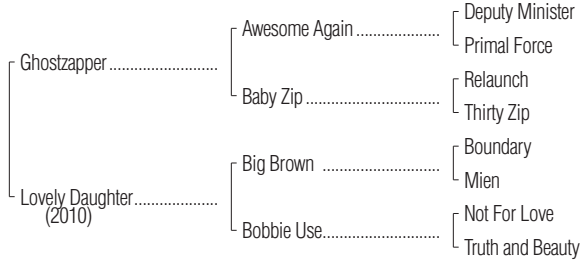 Deputy Minister
Awesome Again ....................
Primal Force
Ghostzapper ..........................
Relaunch
Baby Zip ................................
Thirty Zip
Boundary
Big Brown ............................
Mien
Lovely Daughter....................
(2010)
Not For Love
Bobbie Use............................
Truth and Beauty